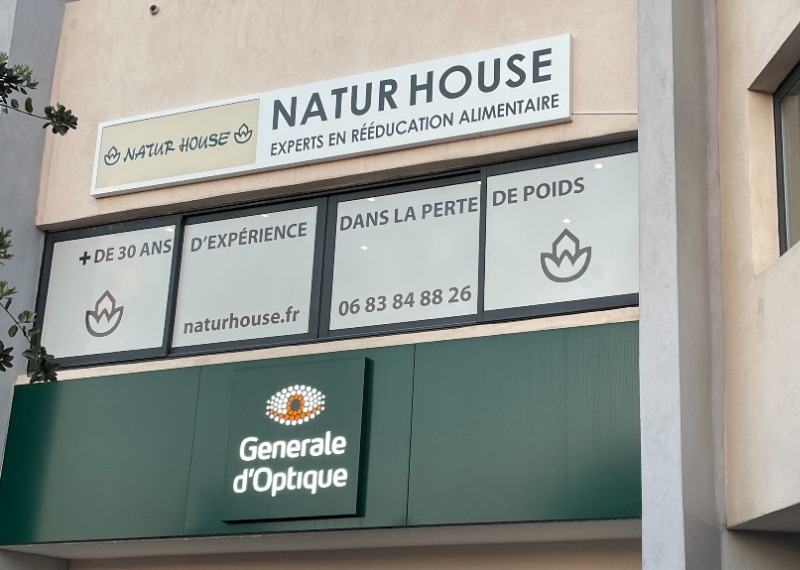 NATUR HOUSE
NATUR HOUSE
EXPERTS EN RÉÉDUCATION ALIMENTAIRE
+ DE 30 ANS D'EXPÉRIENCE DANS LA PERTE DE POIDS
naturhouse.fr 06 83 84 88 26
Generale
d'Optique